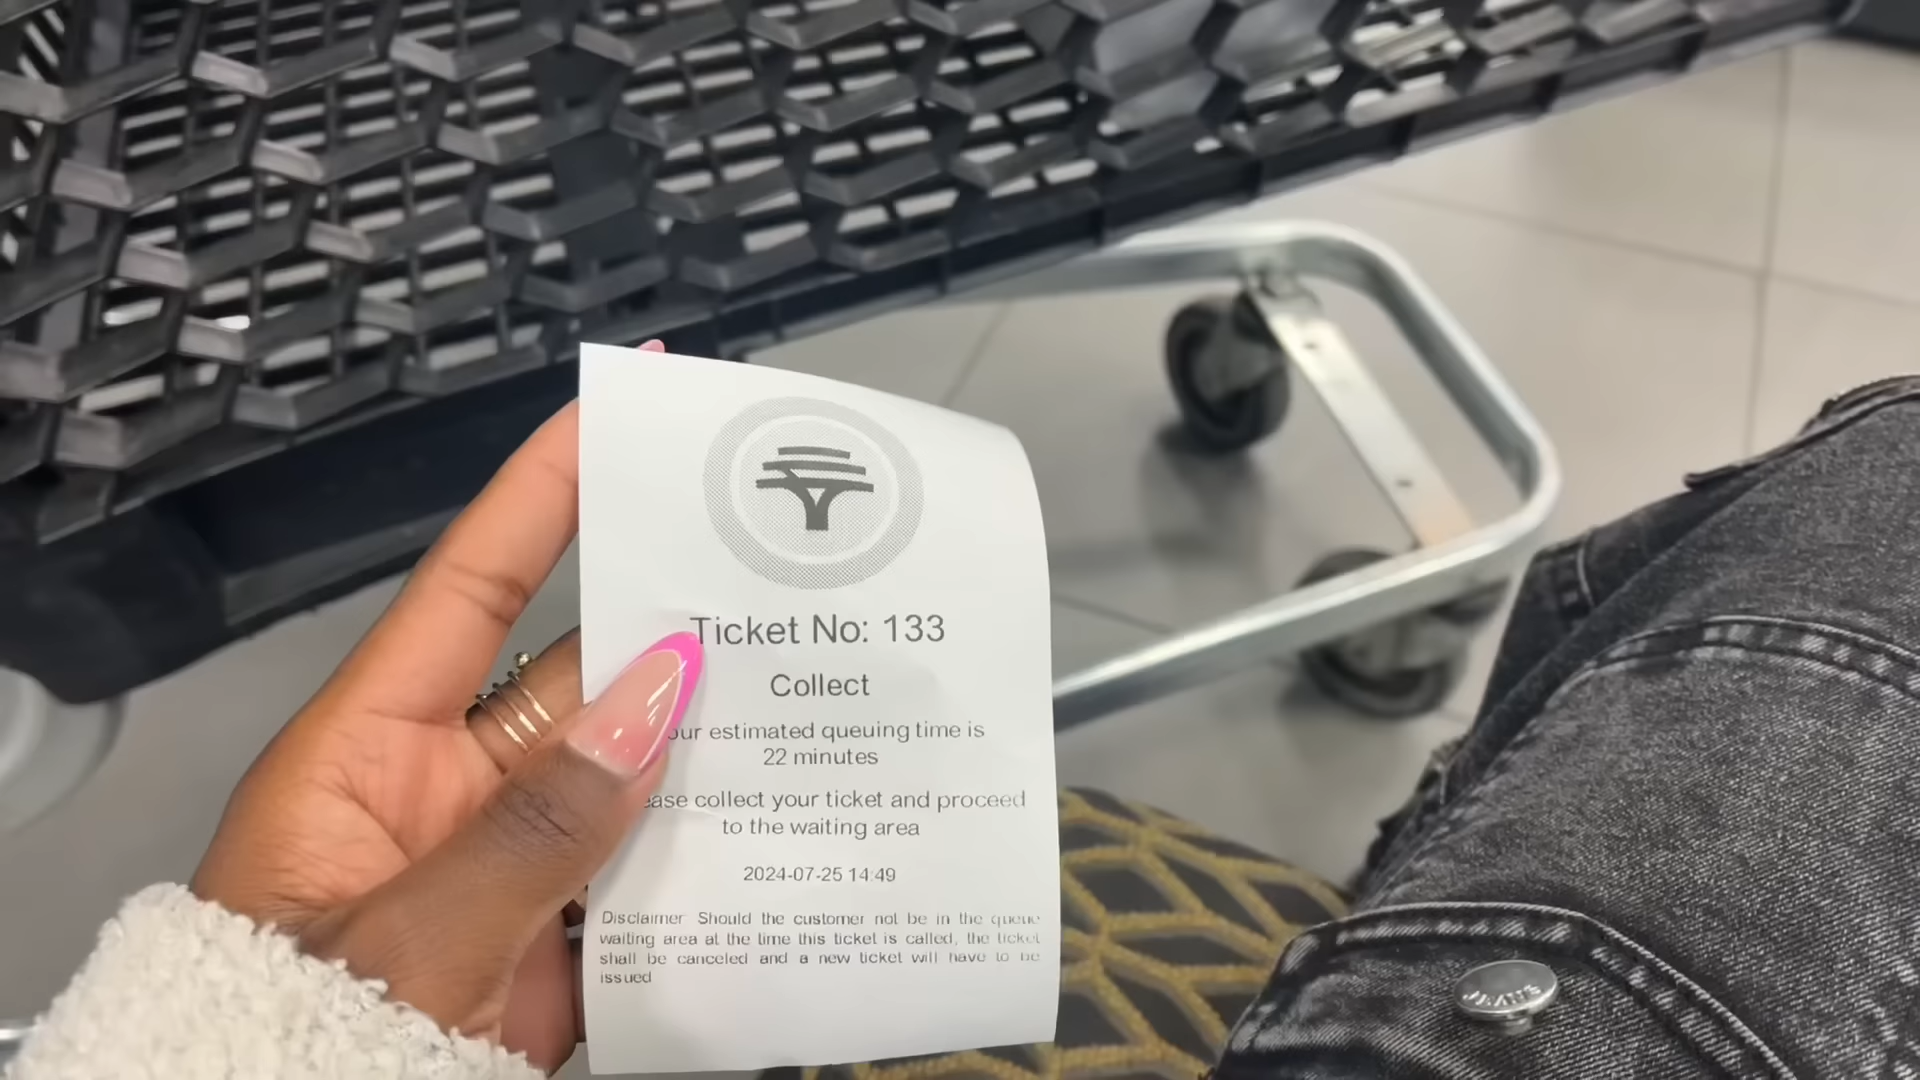 Ticket No: 133
Collect
our estimated queuing time is
22 minutes
ease collect your ticket and proceed
to the waiting area
2024-07-25 14:49
Disclaimer: Should the customer not be in the queue
waiting area at the time this ticket is called, the ticket
shall be canceled and a new ticket will have to be
issued
JEANS